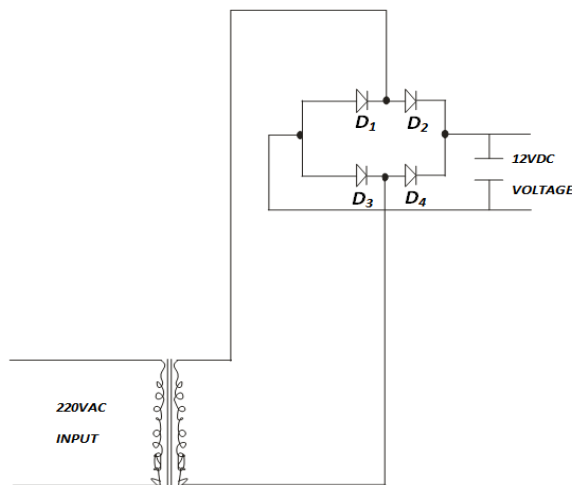 D1 D2
12VDC
VOLTAGE
D3 D4
220VAC
INPUT